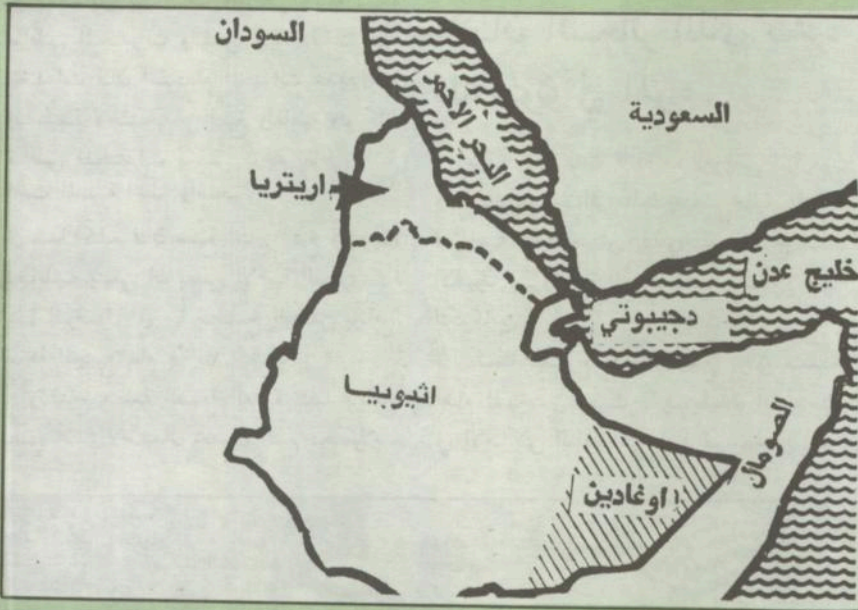 السودان
السعودية
البحر الاحمر
اريتريا
خليج عدن
دجيبوتي
اثيوبيا
الصومال
اوغادين